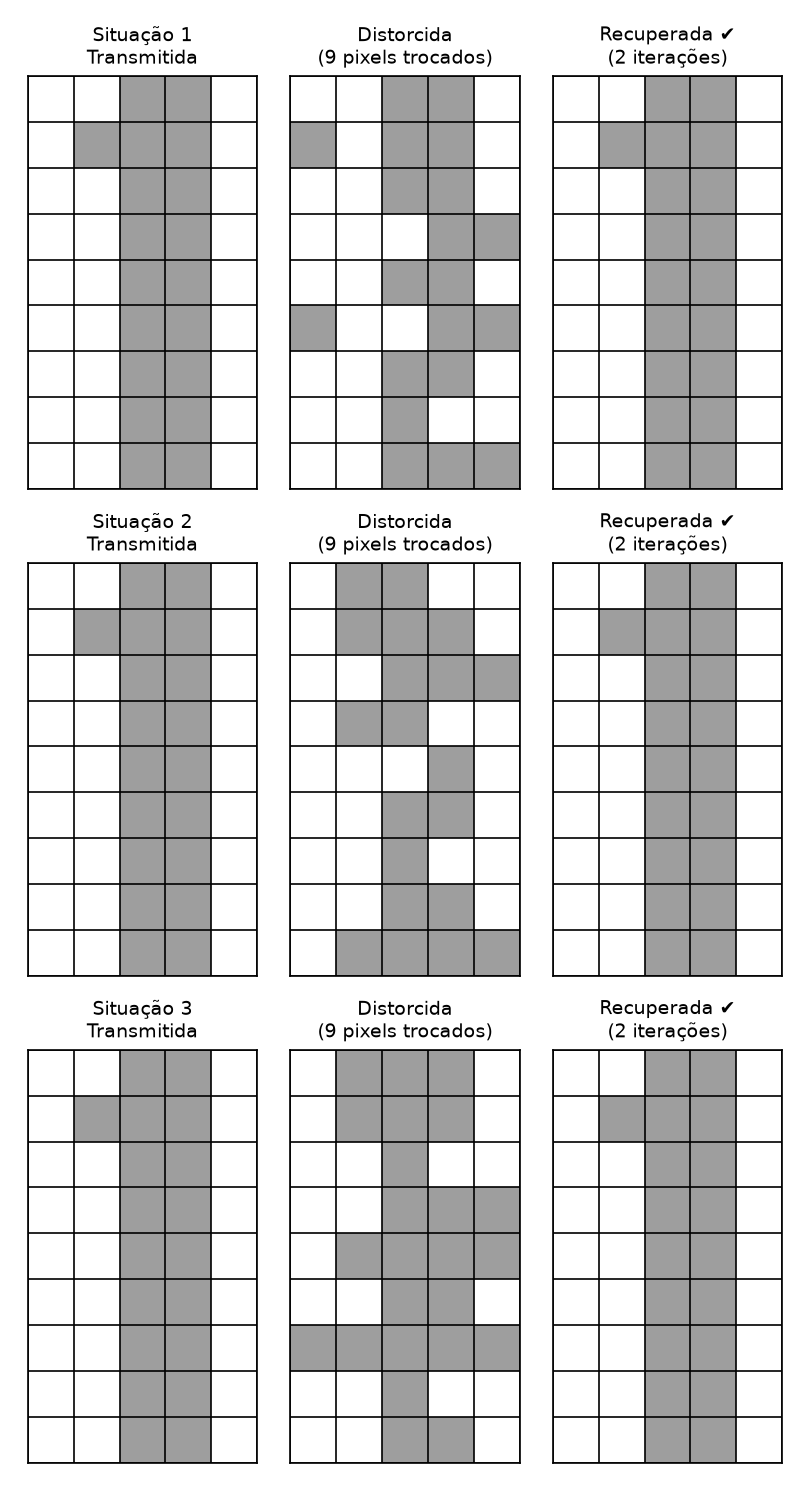 Situação 1
Transmitida
Distorcida
(9 pixels trocados)
Recuperada ✔
(2 iterações)
Situação 2
Transmitida
Distorcida
(9 pixels trocados)
Recuperada ✔
(2 iterações)
Situação 3
Transmitida
Distorcida
(9 pixels trocados)
Recuperada ✔
(2 iterações)